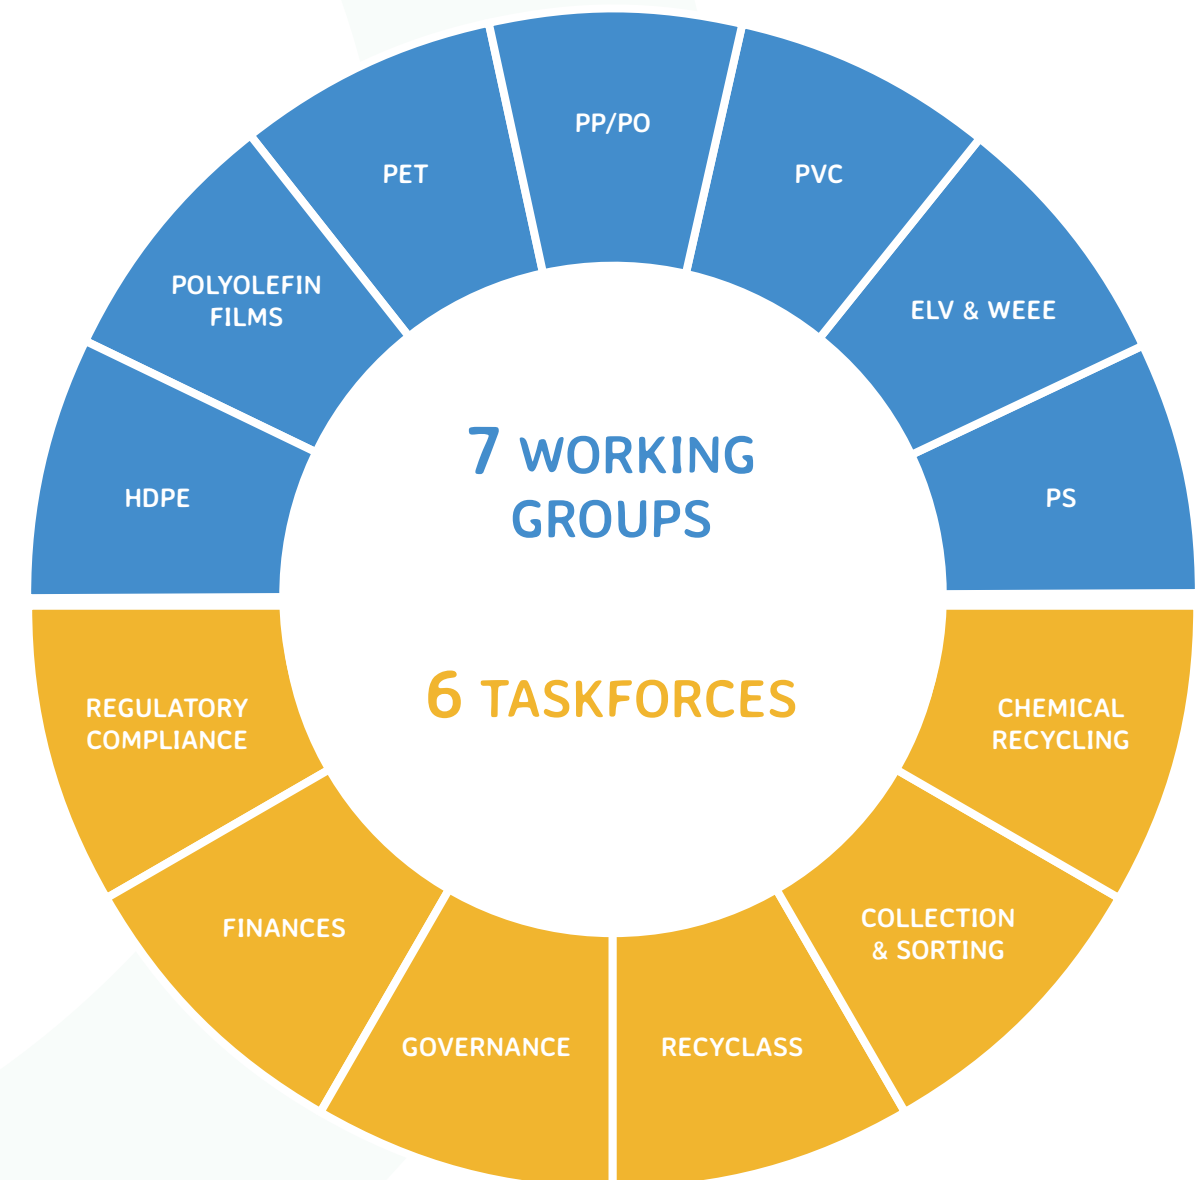 PP/PO
PET
PVC
POLYOLEFIN
FILMS
ELV & WEEE
HDPE
PS
7 WORKING
GROUPS
6 TASKFORCES
REGULATORY
COMPLIANCE
CHEMICAL
RECYCLING
FINANCES
COLLECTION
& SORTING
GOVERNANCE
RECYCLASS